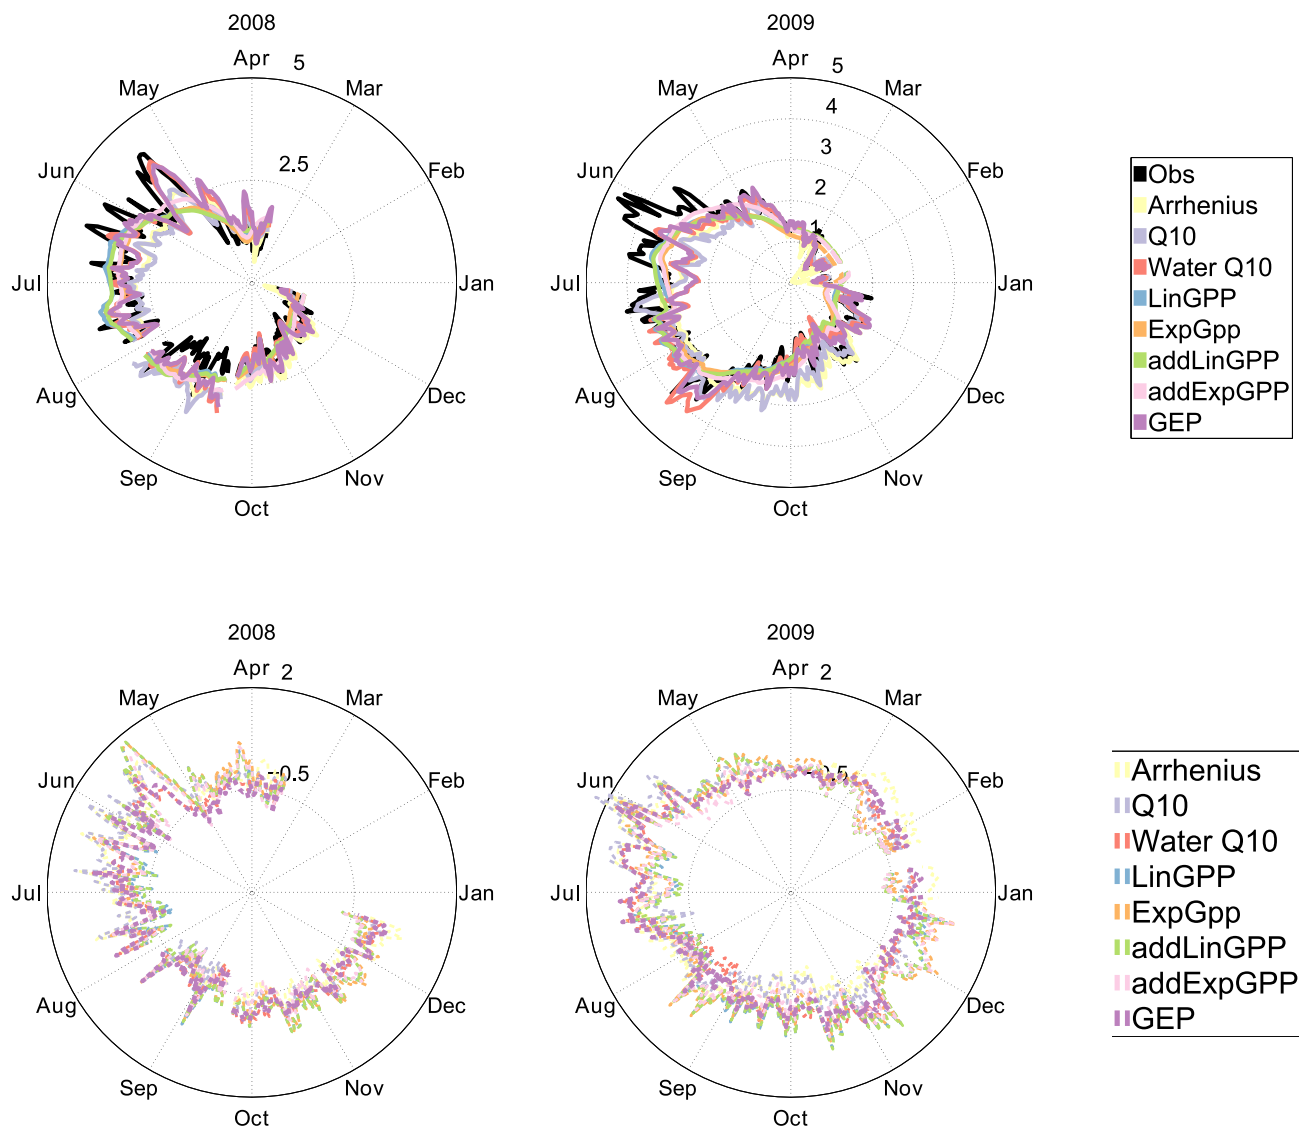 2008
2009
Apr 5
Apr 5
May
Mar
May
Mar
4
2.5
3
Jun
Feb
Jun
Feb
2
1
Jul
Jan
Jul
Jan
Aug
Dec
Aug
Dec
Sep
Nov
Sep
Nov
Oct
Oct
Obs
Arrhenius
Q10
Water Q10
LinGPP
ExpGpp
addLinGPP
addExpGPP
GEP
2008
2009
Apr 2
Apr 2
May
Mar
May
Mar
−0.5
Jun
Feb
Jun
Feb
Jul
Jan
Jul
Jan
Aug
Dec
Aug
Dec
Sep
Nov
Sep
Nov
Oct
Oct
Arrhenius
Q10
Water Q10
LinGPP
ExpGpp
addLinGPP
addExpGPP
GEP